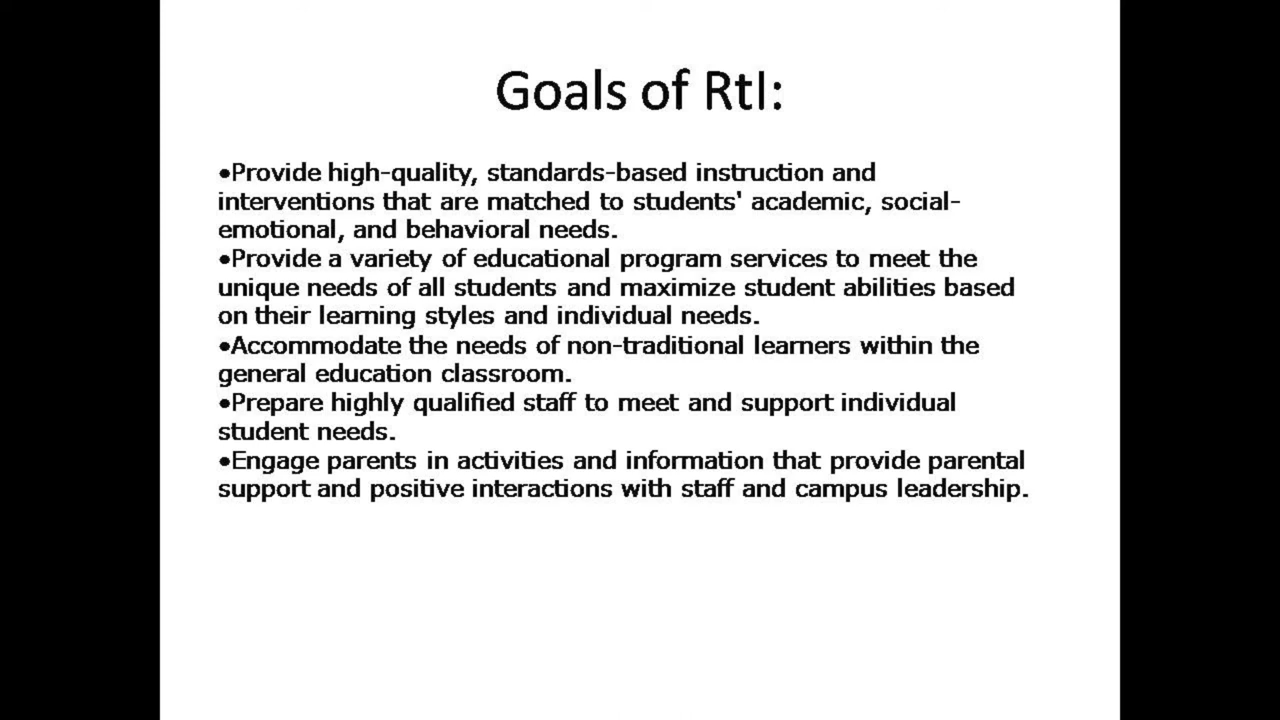 Goals of RtI:
•Provide high-quality, standards-based instruction and
interventions that are matched to students' academic, social-
emotional, and behavioral needs.
•Provide a variety of educational program services to meet the
unique needs of all students and maximize student abilities based
on their learning styles and individual needs.
•Accommodate the needs of non-traditional learners within the
general education classroom.
•Prepare highly qualified staff to meet and support individual
student needs.
•Engage parents in activities and information that provide parental
support and positive interactions with staff and campus leadership.